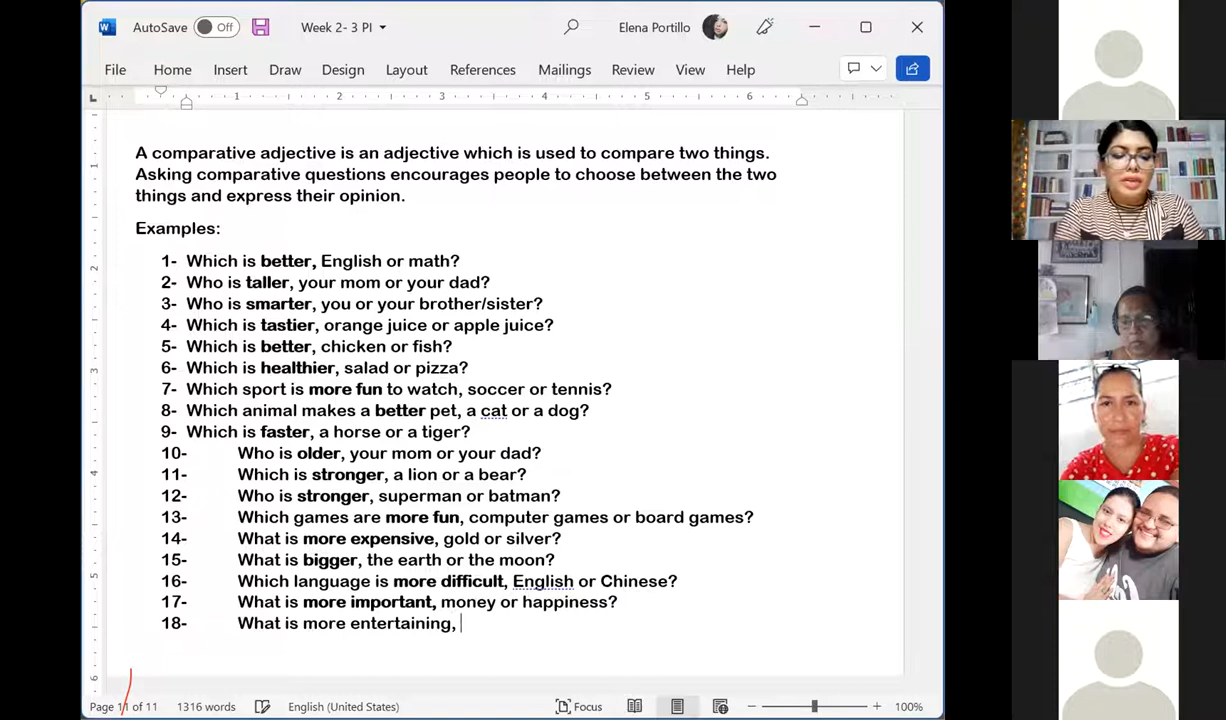 AutoSave Off Week 2- 3 PI Elena Portillo
File Home Insert Draw Design Layout References Mailings Review View Help
1 2 3 4 5 6
A comparative adjective is an adjective which is used to compare two things.
Asking comparative questions encourages people to choose between the two
things and express their opinion.
Examples:
1- Which is better, English or math?
2- Who is taller, your mom or your dad?
3- Who is smarter, you or your brother/sister?
4- Which is tastier, orange juice or apple juice?
5- Which is better, chicken or fish?
6- Which is healthier, salad or pizza?
7- Which sport is more fun to watch, soccer or tennis?
8- Which animal makes a better pet, a cat or a dog?
9- Which is faster, a horse or a tiger?
10- Who is older, your mom or your dad?
11- Which is stronger, a lion or a bear?
12- Who is stronger, superman or batman?
13- Which games are more fun, computer games or board games?
14- What is more expensive, gold or silver?
15- What is bigger, the earth or the moon?
16- Which language is more difficult, English or Chinese?
17- What is more important, money or happiness?
18- What is more entertaining,
Page 11 of 11 1316 words English (United States) Focus 100%